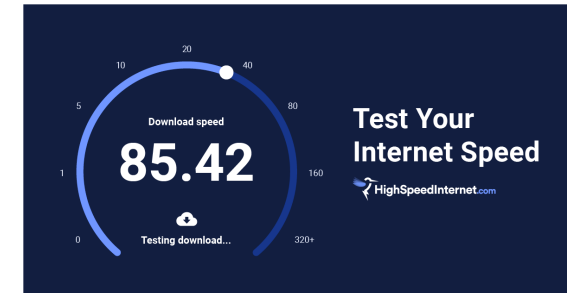 20
10
40
5
80
Download speed
85.42
1
160
Testing download...
0
320+
Test Your
Internet Speed
HighSpeedInternet.com